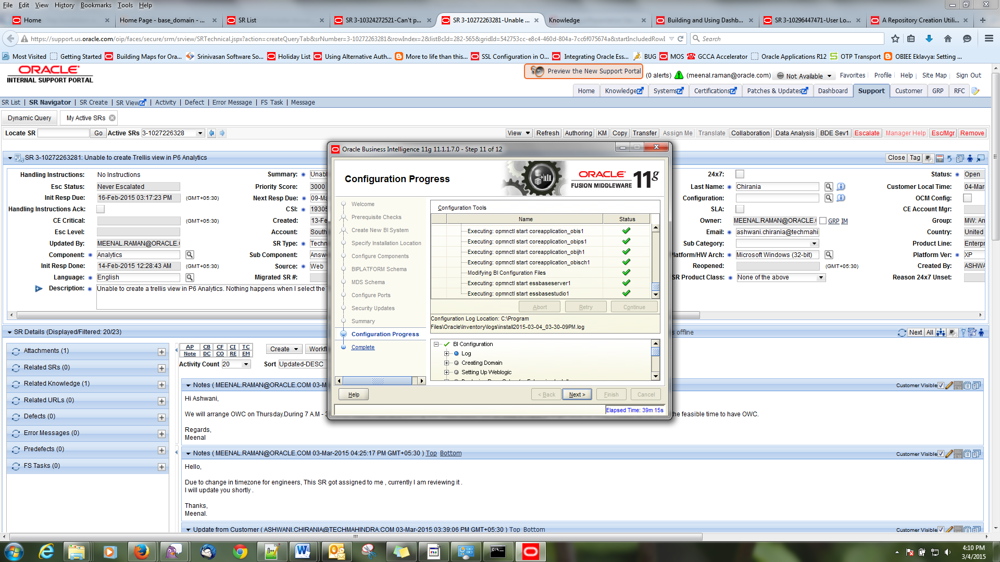 File Edit View History Bookmarks Tools Help
Home
Home Page - base_domain - ...
SR List
SR 3-10324272521-Can't p...
SR 3-10272263281-Unable ...
Knowledge
Building and Using Dashb...
SR 3-10296447471-User Lo...
A Repository Creation Utili...
https://support.us.oracle.com/oip/faces/secure/srm/srview/SRTechnical.jspx?action=createQueryTab&srNumber=3-10272263281&rowIndex=2&listBcId=282-565&gridId=542753cc-e8c4-460d-804a-7cc6f075674a&startIncludedRowI
Search
Most Visited Getting Started Building Maps for Ora... Srinivasan Software So... Holiday List Using Alternative Auth... More to life than this... SSL Configuration in O... Integrating Oracle Ess... BUG MOS GCCA Accelerator Oracle Applications R12 OTP Transport OBIEE Eklavya: Setting ...
ORACLE
INTERNAL SUPPORT PORTAL
Preview the New Support Portal (0 alerts) (meenal.raman@oracle.com) Not Available Favorites Profile Help Site Map Sign Out
Home Knowledge Systems Certifications Patches & Updates Dashboard Support Customer GRP RFC
SR List SR Navigator SR Create SR View Activity Defect Error Message FS Task Message
Dynamic Query My Active SRs
Locate SR Go Active SRs 3-1027226328 View Refresh Authoring KM Copy Transfer Assign Me Translate Collaboration Data Analysis BDE Sev1 Escalate Manager Help Esc/Mgr Remove
SR 3-10272263281: Unable to create Trellis view in P6 Analytics Close Tag
Handling Instructions: No Instructions
Esc Status: Never Escalated
Init Resp Due: 16-Feb-2015 03:17:23 PM (GMT+05:30)
Handling Instructions Ack:
CE Critical: (GMT+05:30)
Esc Level:
Updated By: MEENAL.RAMAN@ORACLE.
Component: Analytics
Init Resp Done: 14-Feb-2015 12:28:43 AM (GMT+05:30)
Language: English
Description: Unable to create a trellis view in P6 Analytics. Nothing happens when I select the
Summary: Unabl
Priority Score: 3000
Next Resp Due: 09-Ma
CSI: 19305
Created: 13-Fe
Account: South
SR Type: Techn
Sub Component: Answ
Source: Web
Migrated SR #:
24x7:
Last Name: Chirania
Configuration:
SLA:
Owner: MEENAL.RAMAN@ORACLE. GRP IM
Email: ashwani.chirania@techmahi
Sub Category:
Platform/HW Arch: Microsoft Windows (32-bit)
Reopened: (GMT+05:30)
SR Product Class: None of the above
Status: Open
Customer Local Time: 04-Mar
OCM Config:
CE Account Mgr:
Group: MW: An
Country: United
Product Line: Enterpr
Platform Ver: XP
Created By: ASHWA
Reason 24x7 Unset:
Oracle Business Intelligence 11g 11.1.1.7.0 - Step 11 of 12
Configuration Progress
ORACLE
FUSION MIDDLEWARE 11g
Welcome
Prerequisite Checks
Create New BI System
Specify Installation Location
Configure Components
BIPLATFORM Schema
MDS Schema
Configure Ports
Security Updates
Summary
Configuration Progress
Complete
Configuration Tools
Name Status
Executing: opmnctl start coreapplication_obis1
Executing: opmnctl start coreapplication_obips1
Executing: opmnctl start coreapplication_obijh1
Executing: opmnctl start coreapplication_obisch1
Modifying BI Configuration Files
Executing: opmnctl start essbaseserver1
Executing: opmnctl start essbasestudio1
Abort Retry Continue
Configuration Log Location: C:\Program
Files\Oracle\Inventory\logs\install2015-03-04_03-30-09PM.log
BI Configuration
Log
Creating Domain
Setting Up Weblogic
Help < Back Next > Finish Cancel
Elapsed Time: 39m 15s
SR Details (Displayed/Filtered: 20/23) s offline Next All
Attachments (1)
Related SRs (0)
Related Knowledge (1)
Related URLs (0)
Defects (0)
Error Messages (0)
Predefects (0)
FS Tasks (0)
AP CB CF CI TC
Note DC CO RE EM
Create Workfl
Activity Count 20 Sort Updated-DESC
Notes ( MEENAL.RAMAN@ORACLE.COM 03-M Customer Visible
Hi Ashwani,
We will arrange OWC on Thursday.During 7 A.M - 3 the feasible time to have OWC.
Regards,
Meenal
Notes ( MEENAL.RAMAN@ORACLE.COM 03-Mar-2015 04:25:17 PM GMT+05:30 ) Top Bottom Customer Visible
Hello,
Due to change in timezone for engineers, This SR got assigned to me , currently I am reviewing it .
I will update you shortly .
Thanks,
Meenal.
Update from Customer ( ASHWANI.CHIRANIA@TECHMAHINDRA.COM 03-Mar-2015 03:39:06 PM GMT+05:30 ) Top Bottom Customer Visible
4:10 PM
3/4/2015